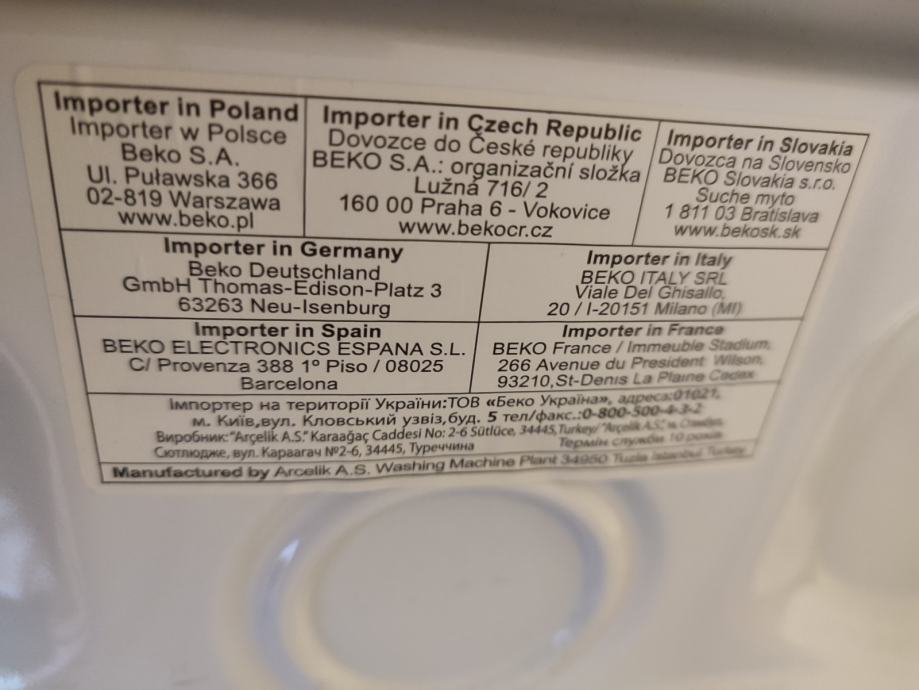 Importer in Poland
Importer w Polsce
Beko S.A.
Ul. Puławska 366
02-819 Warszawa
www.beko.pl
Importer in Czech Republic
Dovozce do České republiky
BEKO S.A.: organizační složka
Lužná 716/ 2
160 00 Praha 6 - Vokovice
www.bekocr.cz
Importer in Slovakia
Dovozca na Slovensko
BEKO Slovakia s.r.o.
Suche myto
1 811 03 Bratislava
www.bekosk.sk
Importer in Germany
Beko Deutschland
GmbH Thomas-Edison-Platz 3
63263 Neu-Isenburg
Importer in Italy
BEKO ITALY SRL
Viale Del Ghisallo,
20 / I-20151 Milano (MI)
Importer in Spain
BEKO ELECTRONICS ESPANA S.L.
C/ Provenza 388 1º Piso / 08025
Barcelona
Importer in France
BEKO France / Immeuble Stadium,
266 Avenue du President Wilson,
93210,St-Denis La Plaine Cedex
Імпортер на території України:ТОВ «Беко Україна», адреса:01021,
м. Київ,вул. Кловський узвіз,буд. 5 тел/факс.:0-800-500-4-3-2
Виробник:"Arçelik A.S." Karaağaç Caddesi No: 2-6 Sütlüce, 34445,Turkey/ "Arçelik A.S.",
Сютлюдже, вул. Караагач №2-6, 34445, Туреччина
Термін служби 10 років
Manufactured by Arcelik A.S. Washing Machine Plant 34950 Tuzla Istanbul Turkey